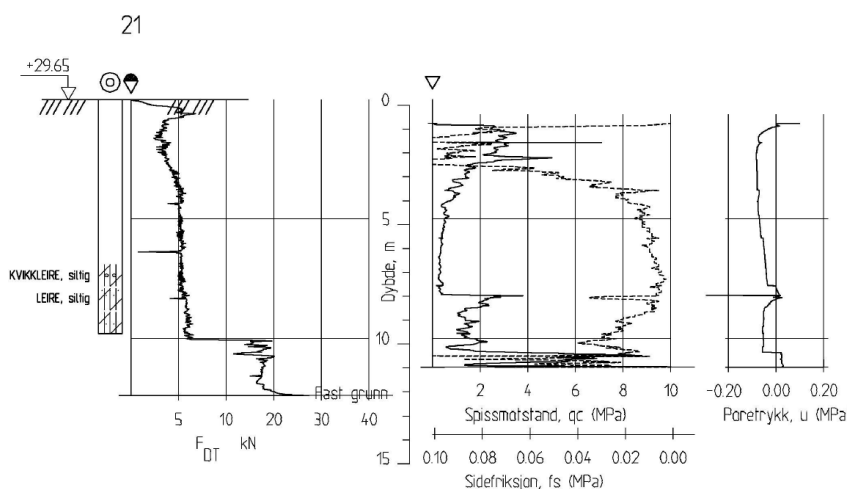 21
+29.65
KVIKKLEIRE, siltig
LEIRE, siltig
Fast grunn
5 10 20 30 40
F_DT kN
0
5
10
15
Dybde, m
2 4 6 8 10
Spissmotstand, qc (MPa)
0.10 0.08 0.06 0.04 0.02 0.00
Sidefriksjon, fs (MPa)
-0.20 0.00 0.20
Poretrykk, u (MPa